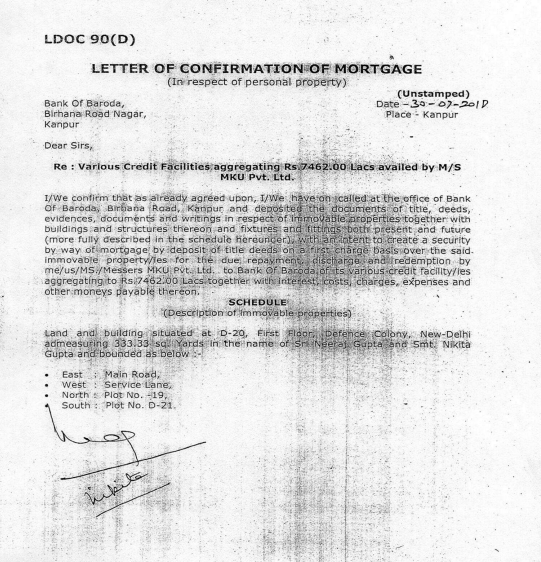 LDOC 90(D)
LETTER OF CONFIRMATION OF MORTGAGE
(In respect of personal property)
(Unstamped)
Bank Of Baroda,
Date - 30-07-2010
Birhana Road Nagar,
Place - Kanpur
Kanpur
Dear Sirs,
Re : Various Credit Facilities aggregating Rs.7462.00 Lacs availed by M/S
MKU Pvt. Ltd.
I/We confirm that as already agreed upon, I/We have on called at the office of Bank
Of Baroda, Birhana Road, Kanpur and deposited the documents of title, deeds,
evidences, documents and writings in respect of immovable properties together with
buildings and structures thereon and fixtures and fittings both present and future
(more fully described in the schedule hereunder), with an intent to create a security
by way of mortgage by deposit of title deeds on a first charge basis over the said
immovable property/ies for the due repayment, discharge and redemption by
me/us/MS./Messers MKU Pvt. Ltd. to Bank Of Baroda of its various credit facility/ies
aggregating to Rs.7462.00 Lacs together with interest, costs, charges, expenses and
other moneys payable thereon.
SCHEDULE
(Description of immovable properties)
Land and building situated at D-20, First Floor, Defence Colony, New-Delhi
admeasuring 333.33 sq. Yards in the name of Sri Neeraj Gupta and Smt. Nikita
Gupta and bounded as below :-
• East : Main Road,
• West : Service Lane,
• North : Plot No. -19,
• South : Plot No. D-21.
Nikita